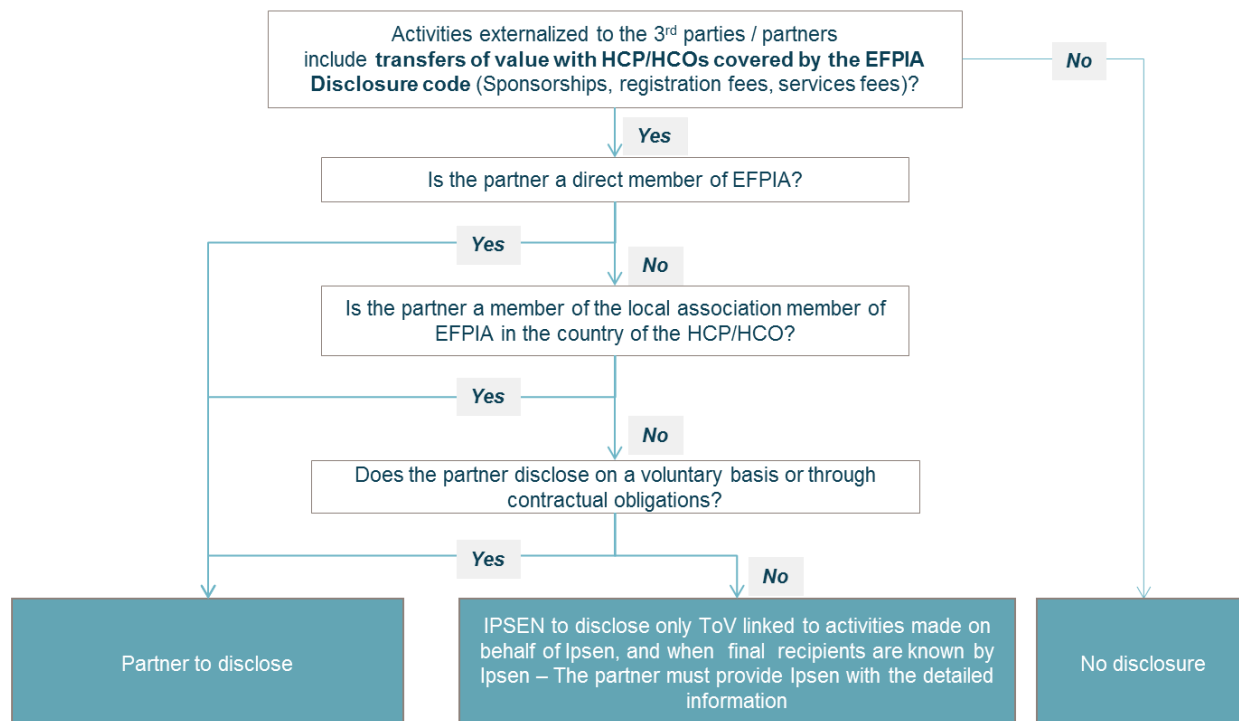 Activities externalized to the 3rd parties / partners
include transfers of value with HCP/HCOs covered by the EFPIA
Disclosure code (Sponsorships, registration fees, services fees)?
No
Yes
Is the partner a direct member of EFPIA?
Yes
No
Is the partner a member of the local association member of
EFPIA in the country of the HCP/HCO?
Yes
No
Does the partner disclose on a voluntary basis or through
contractual obligations?
Yes
No
Partner to disclose
IPSEN to disclose only ToV linked to activities made on
behalf of Ipsen, and when final recipients are known by
Ipsen – The partner must provide Ipsen with the detailed
information
No disclosure